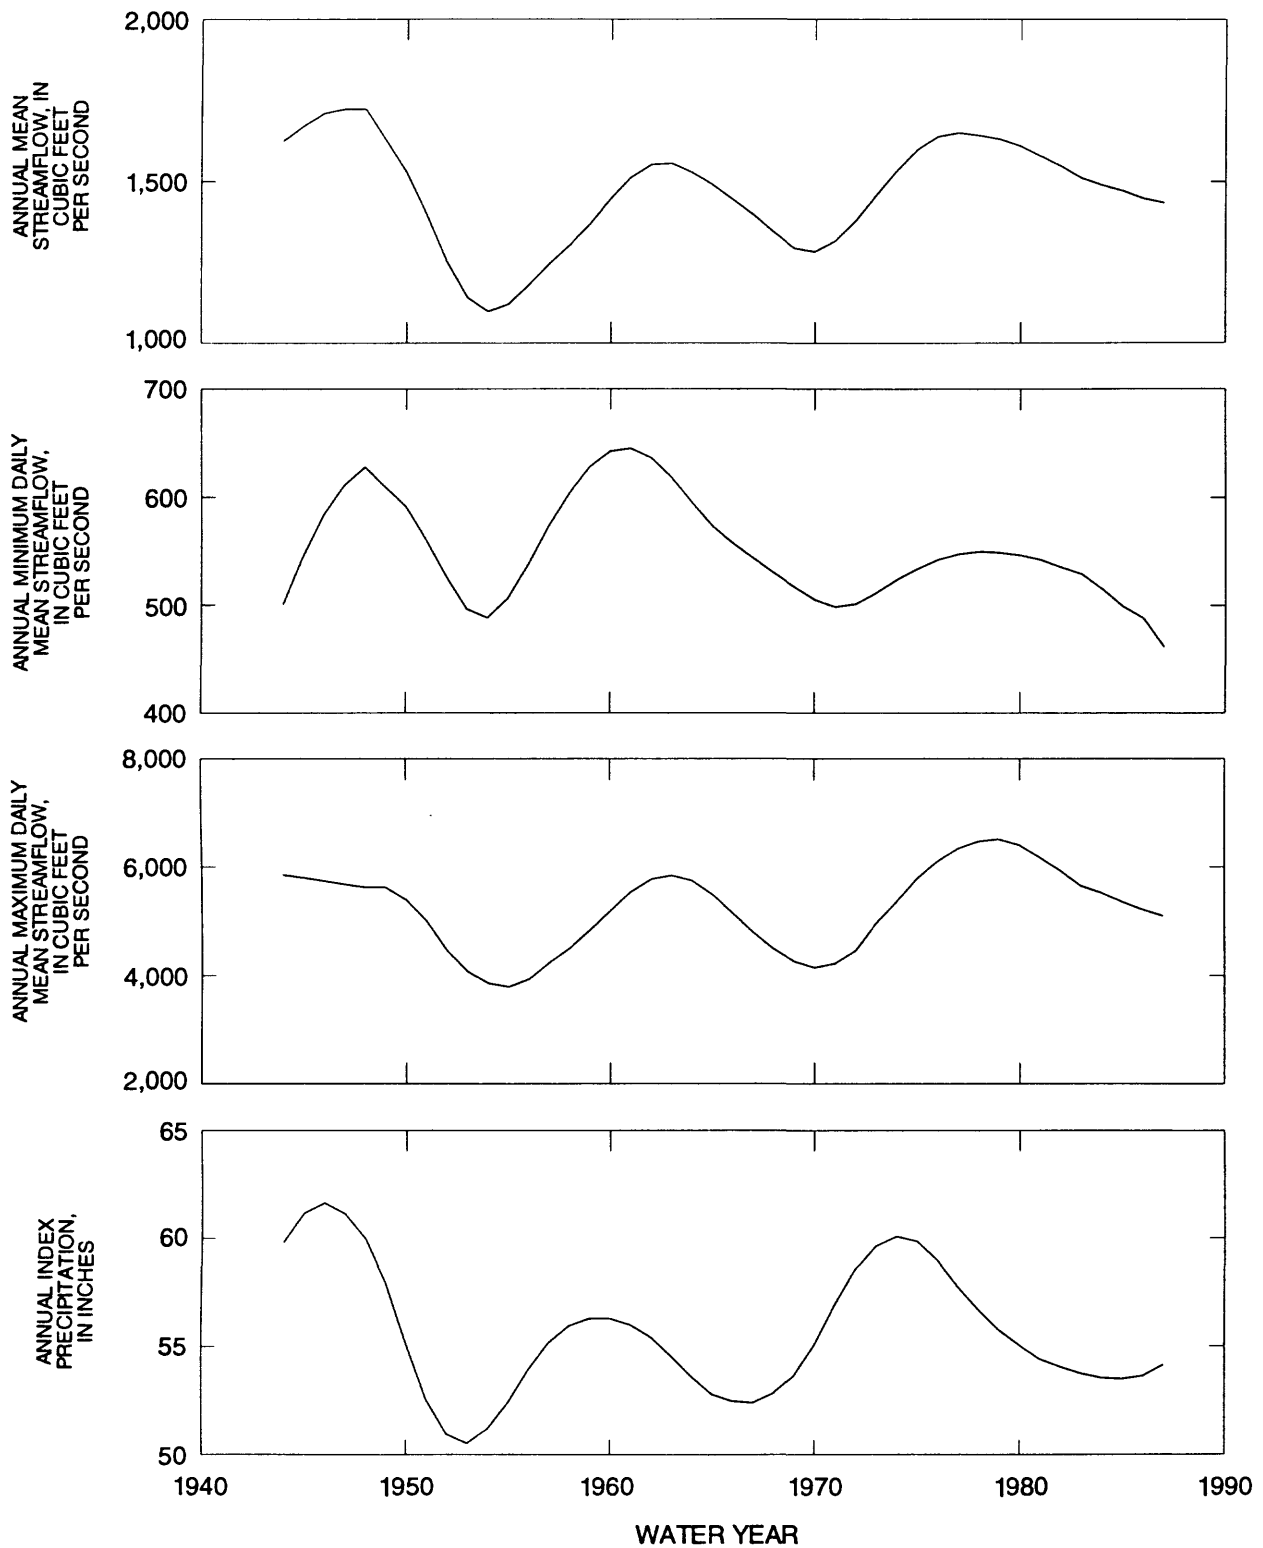 2,000
1,500
1,000
ANNUAL MEAN
STREAMFLOW, IN
CUBIC FEET
PER SECOND
700
600
500
400
ANNUAL MINIMUM DAILY
MEAN STREAMFLOW,
IN CUBIC FEET
PER SECOND
8,000
6,000
4,000
2,000
ANNUAL MAXIMUM DAILY
MEAN STREAMFLOW,
IN CUBIC FEET
PER SECOND
65
60
55
50
ANNUAL INDEX
PRECIPITATION,
IN INCHES
1940 1950 1960 1970 1980 1990
WATER YEAR